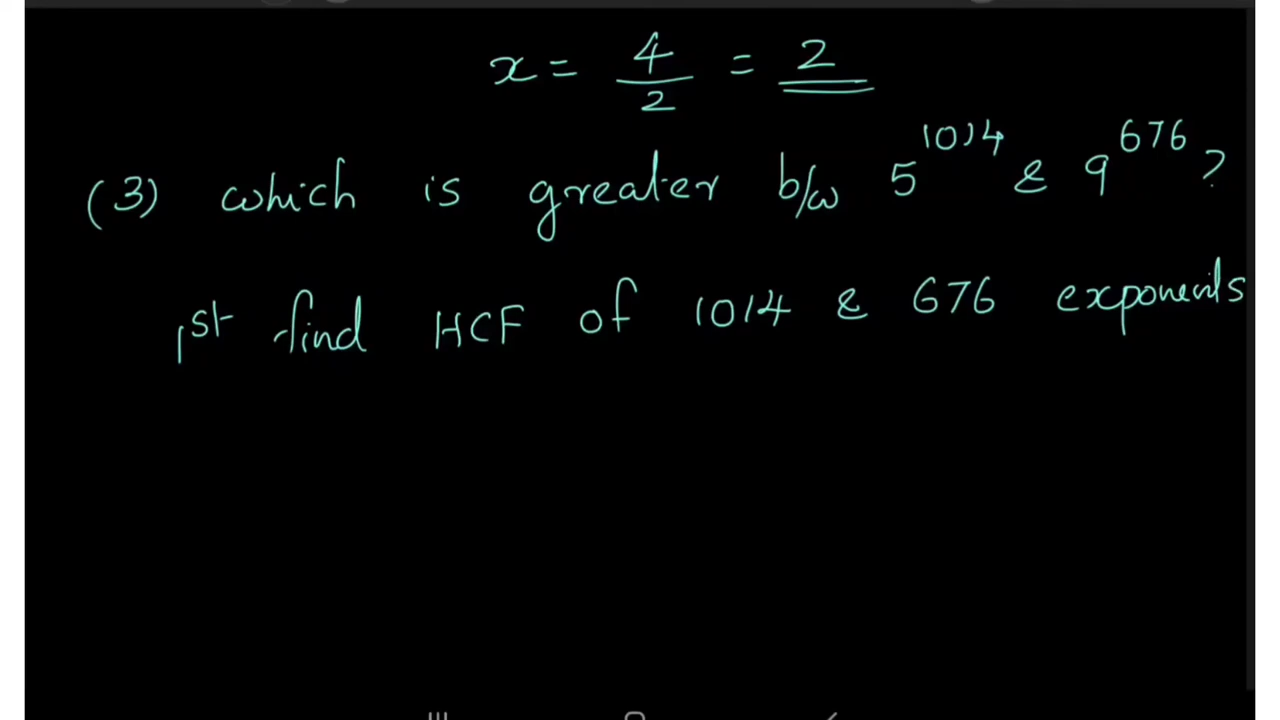 x = 4/2 = 2
(3) which is greater b/w 5^1014 & 9^676 ?
1st find HCF of 1014 & 676 exponents